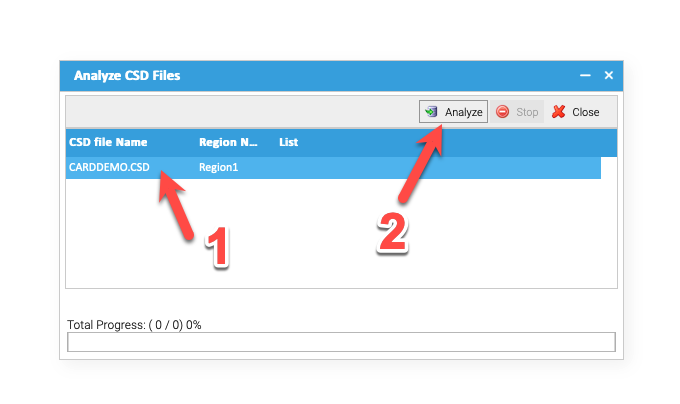 Analyze CSD Files
Analyze Stop Close
CSD file Name Region N... List
CARDDEMO.CSD Region1
1
2
Total Progress: ( 0 / 0) 0%